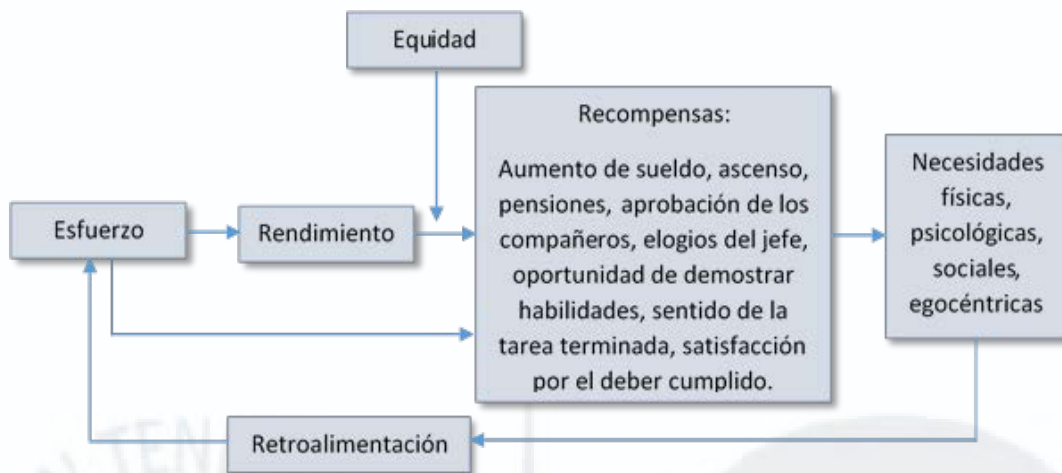 Equidad
Recompensas:
Aumento de sueldo, ascenso,
pensiones, aprobación de los
compañeros, elogios del jefe,
oportunidad de demostrar
habilidades, sentido de la
tarea terminada, satisfacción
por el deber cumplido.
Necesidades
físicas,
psicológicas,
sociales,
egocéntricas
Esfuerzo
Rendimiento
Retroalimentación
TEN